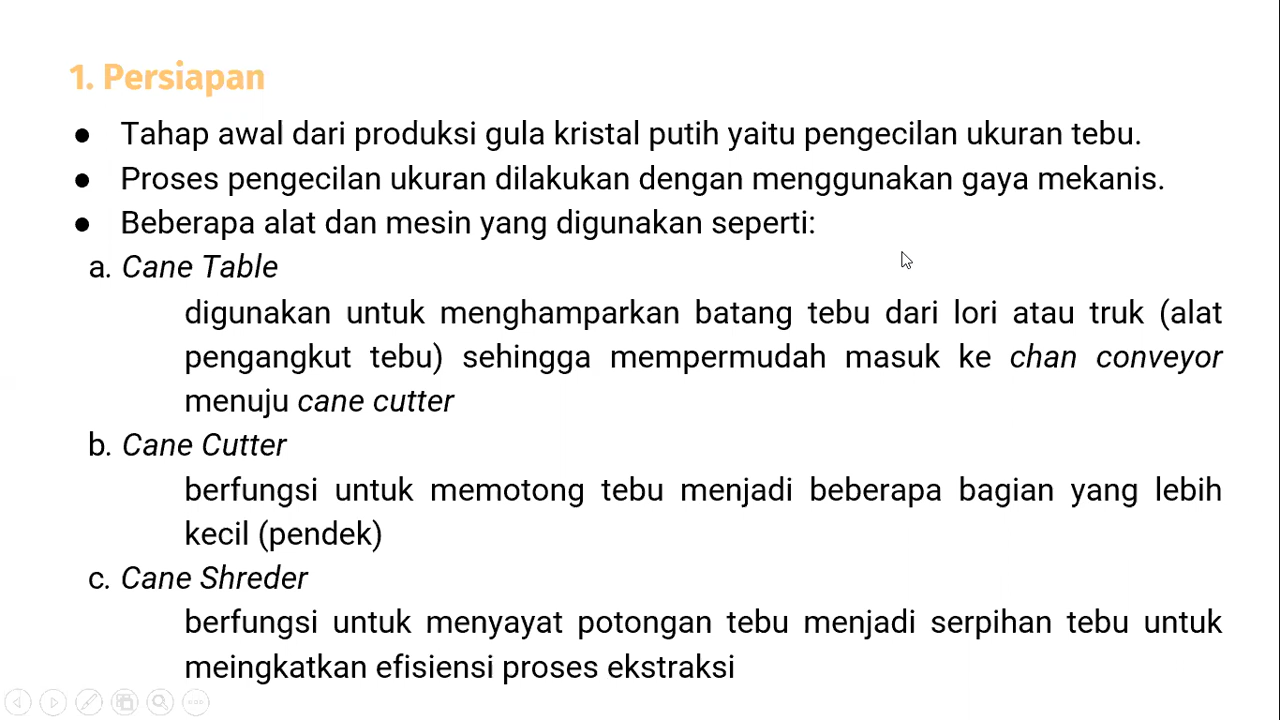 1. Persiapan
● Tahap awal dari produksi gula kristal putih yaitu pengecilan ukuran tebu.
● Proses pengecilan ukuran dilakukan dengan menggunakan gaya mekanis.
● Beberapa alat dan mesin yang digunakan seperti:
a. Cane Table
digunakan untuk menghamparkan batang tebu dari lori atau truk (alat
pengangkut tebu) sehingga mempermudah masuk ke chan conveyor
menuju cane cutter
b. Cane Cutter
berfungsi untuk memotong tebu menjadi beberapa bagian yang lebih
kecil (pendek)
c. Cane Shreder
berfungsi untuk menyayat potongan tebu menjadi serpihan tebu untuk
meingkatkan efisiensi proses ekstraksi